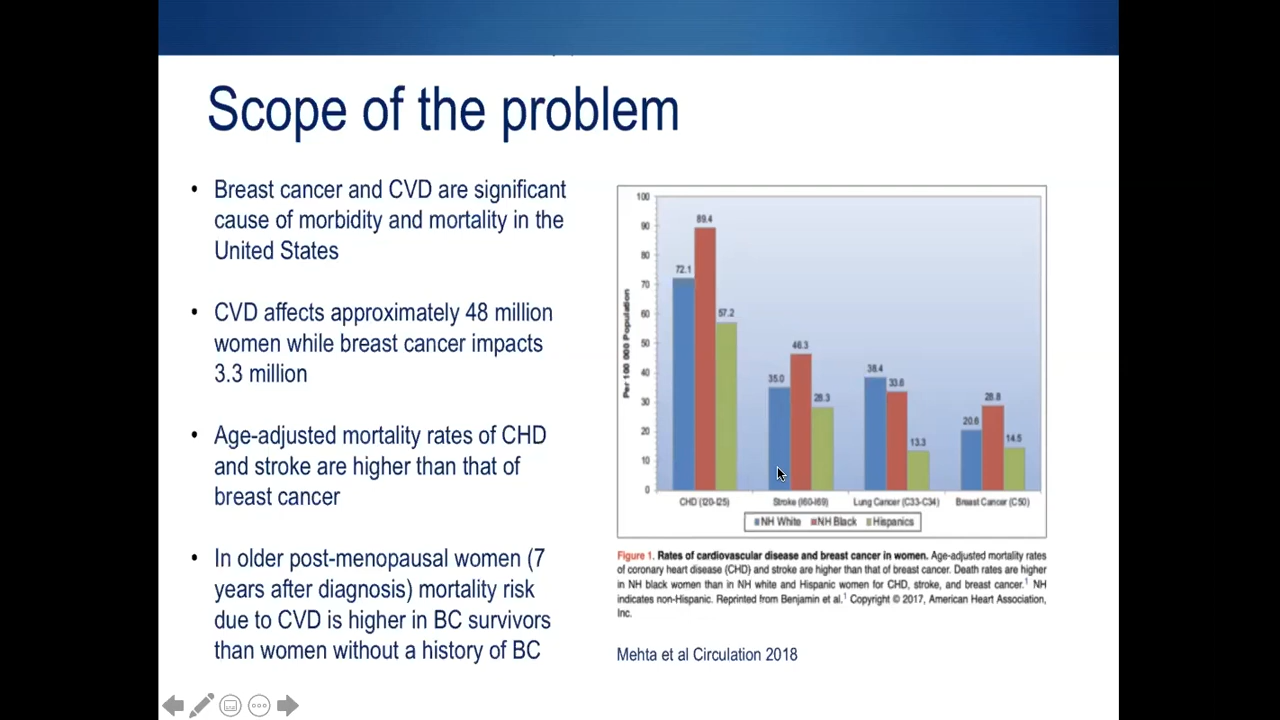 Scope of the problem
• Breast cancer and CVD are significant
cause of morbidity and mortality in the
United States
• CVD affects approximately 48 million
women while breast cancer impacts
3.3 million
• Age-adjusted mortality rates of CHD
and stroke are higher than that of
breast cancer
• In older post-menopausal women (7
years after diagnosis) mortality risk
due to CVD is higher in BC survivors
than women without a history of BC
Per 100 000 Population
100
90
80
70
60
50
40
30
20
10
0
72.1
89.4
57.2
35.0
46.3
28.3
38.4
33.8
13.3
20.6
28.8
14.5
CHD (I20-I25)
Stroke (I60-I69)
Lung Cancer (C33-C34)
Breast Cancer (C50)
NH White NH Black Hispanics
Figure 1. Rates of cardiovascular disease and breast cancer in women. Age-adjusted mortality rates
of coronary heart disease (CHD) and stroke are higher than that of breast cancer. Death rates are higher
in NH black women than in NH white and Hispanic women for CHD, stroke, and breast cancer.1 NH
indicates non-Hispanic. Reprinted from Benjamin et al.1 Copyright © 2017, American Heart Association,
Inc.
Mehta et al Circulation 2018